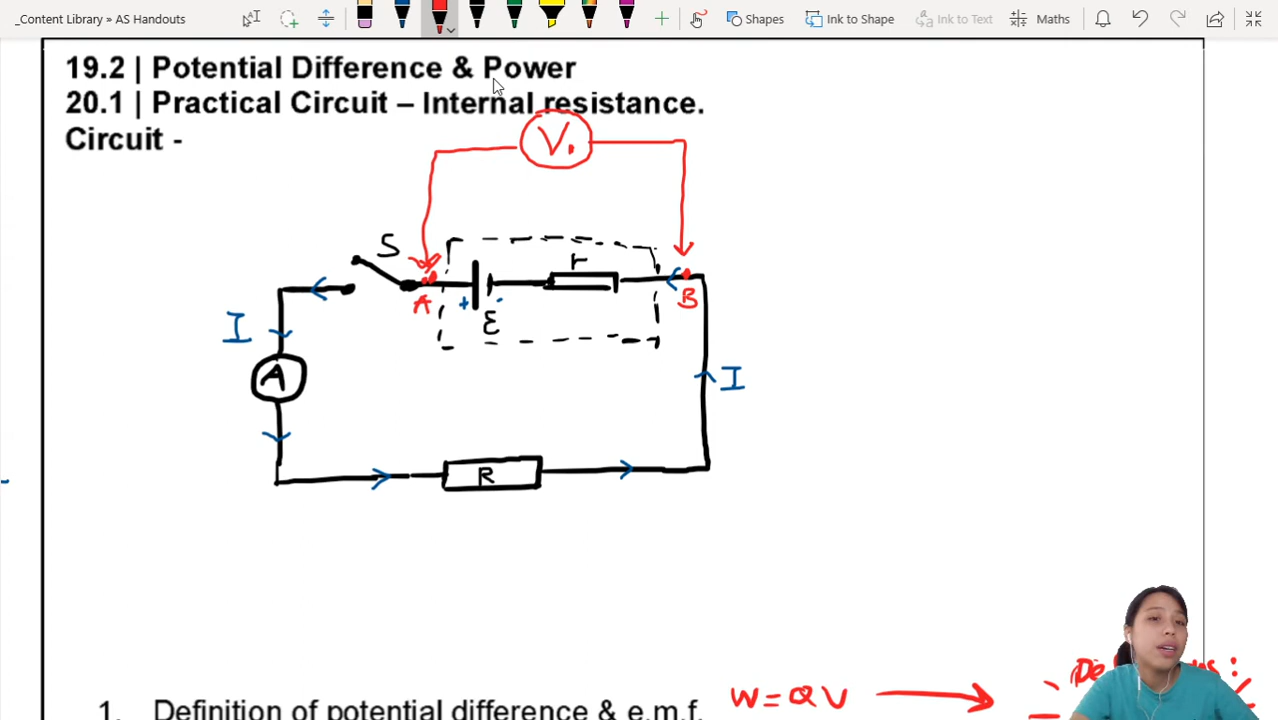 _Content Library » AS Handouts
Shapes
Ink to Shape
Ink to Text
Maths
19.2 | Potential Difference & Power
20.1 | Practical Circuit – Internal resistance.
Circuit -
V.
S
r
A
B
+
-
ε
I
A
I
R
1. Definition of potential difference & e.m.f.
W = QV